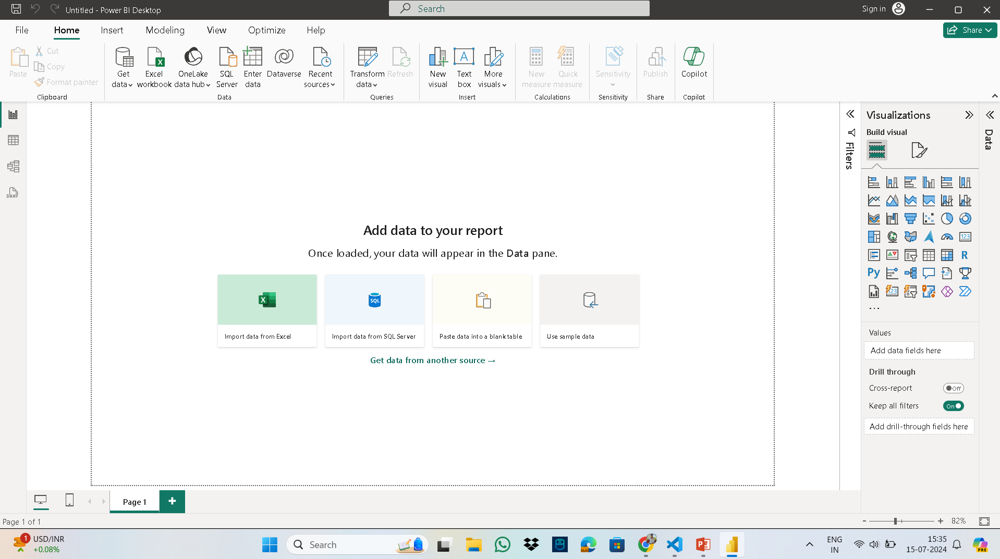 Untitled - Power BI Desktop
Search
Sign in
File
Home
Insert
Modeling
View
Optimize
Help
Share
Paste
Cut
Copy
Format painter
Clipboard
Get data
Excel workbook
OneLake data hub
SQL Server
Enter data
Dataverse
Recent sources
Data
Transform data
Refresh
Queries
New visual
Text box
More visuals
Insert
New measure
Quick measure
Calculations
Sensitivity
Sensitivity
Publish
Share
Copilot
Copilot
DAX
Add data to your report
Once loaded, your data will appear in the Data pane.
X
SQL
Import data from Excel
Import data from SQL Server
Paste data into a blank table
Use sample data
Get data from another source →
Filters
Visualizations
Build visual
123
R
Py
123
Values
Add data fields here
Drill through
Cross-report
Off
Keep all filters
On
Add drill-through fields here
Data
Page 1
Page 1 of 1
82%
1
USD/INR
+0.08%
Search
ENG
IN
15:35
15-07-2024
PRE